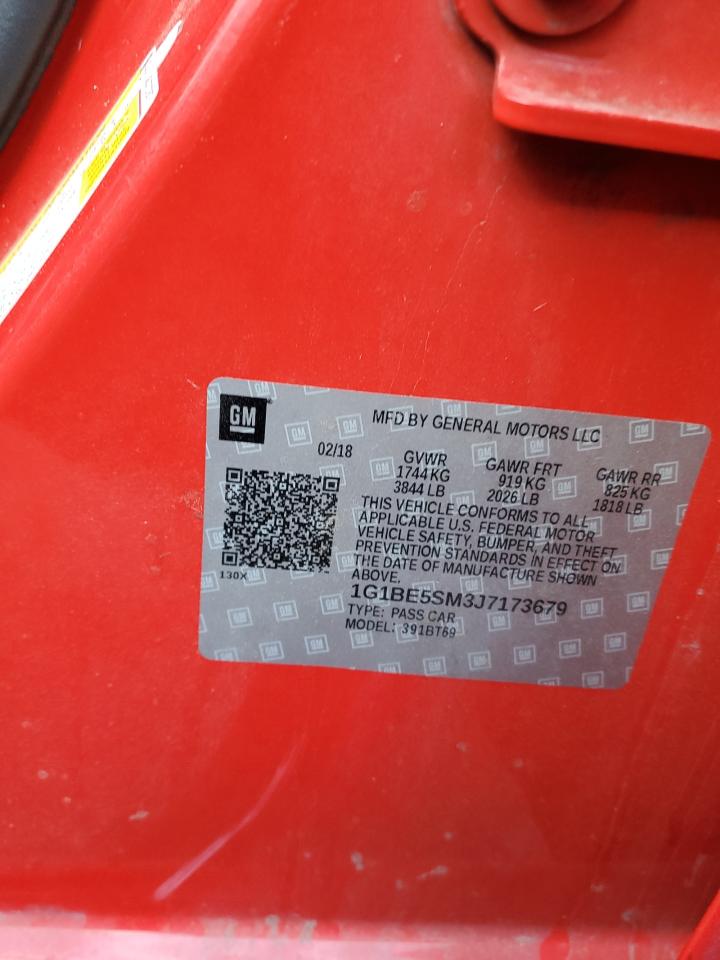 GM
MFD BY GENERAL MOTORS LLC
02/18
GVWR GAWR FRT GAWR RR
1744 KG 919 KG 825 KG
3844 LB 2026 LB 1818 LB
THIS VEHICLE CONFORMS TO ALL
APPLICABLE U.S. FEDERAL MOTOR
VEHICLE SAFETY, BUMPER, AND THEFT
PREVENTION STANDARDS IN EFFECT ON
THE DATE OF MANUFACTURE SHOWN
ABOVE.
130X
1G1BE5SM3J7173679
TYPE: PASS CAR
MODEL: 391BT69